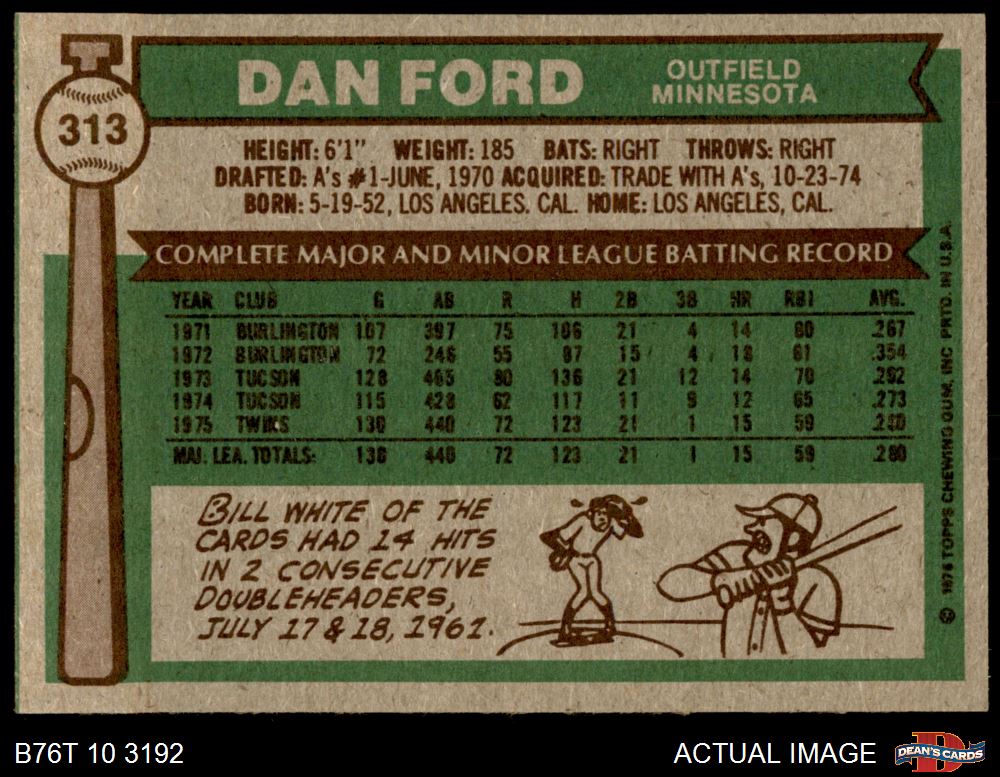 313
DAN FORD
OUTFIELD
MINNESOTA
HEIGHT: 6'1" WEIGHT: 185 BATS: RIGHT THROWS: RIGHT
DRAFTED: A's #1-JUNE, 1970 ACQUIRED: TRADE WITH A's, 10-23-74
BORN: 5-19-52, LOS ANGELES. CAL. HOME: LOS ANGELES, CAL.
COMPLETE MAJOR AND MINOR LEAGUE BATTING RECORD
YEAR CLUB G AB R H 2B 3B HR RBI AVG.
1971 BURLINGTON 107 397 75 106 21 4 14 80 .267
1972 BURLINGTON 72 246 55 87 15 4 18 61 .354
1973 TUCSON 128 465 80 136 21 12 14 70 .292
1974 TUCSON 115 428 62 117 11 9 12 65 .273
1975 TWINS 130 440 72 123 21 1 15 59 .280
MAJ. LEA. TOTALS: 130 440 72 123 21 1 15 59 .280
BILL WHITE OF THE
CARDS HAD 14 HITS
IN 2 CONSECUTIVE
DOUBLEHEADERS,
JULY 17 & 18, 1961.
© 1976 TOPPS CHEWING GUM, INC PRTD. IN U.S.A.
B76T 10 3192
ACTUAL IMAGE
DEAN'S CARDS